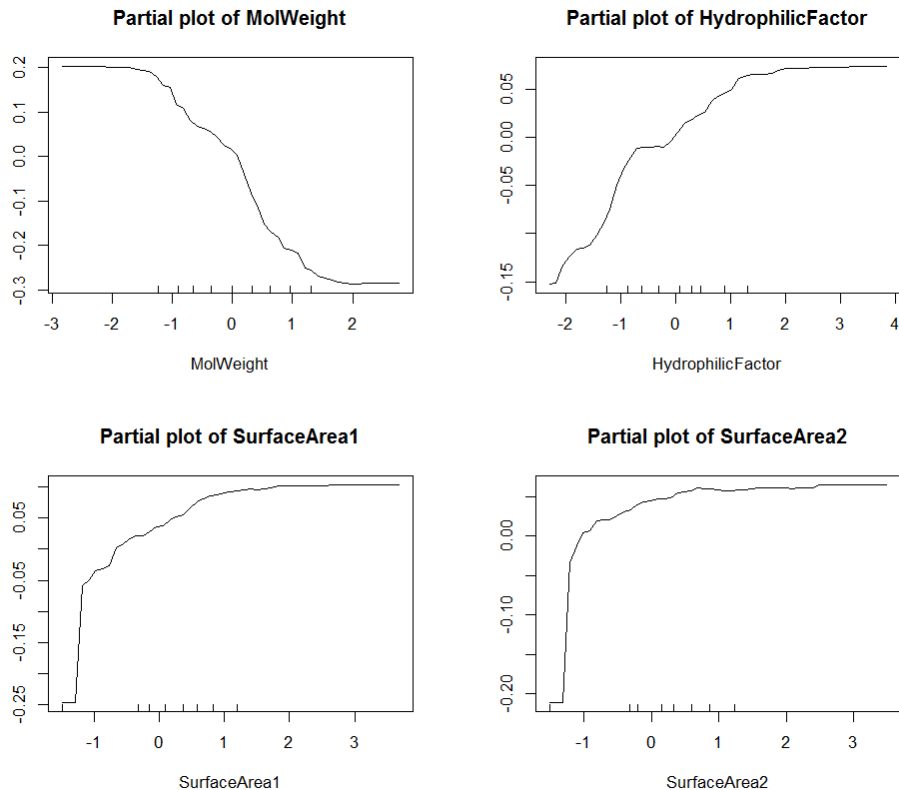 Partial plot of MolWeight
0.2
0.1
0.0
-0.1
-0.2
-0.3
-3 -2 -1 0 1 2
MolWeight
Partial plot of HydrophilicFactor
0.05
0.00
-0.05
-0.15
-2 -1 0 1 2 3 4
HydrophilicFactor
Partial plot of SurfaceArea1
0.05
-0.05
-0.15
-0.25
-1 0 1 2 3
SurfaceArea1
Partial plot of SurfaceArea2
0.00
-0.10
-0.20
-1 0 1 2 3
SurfaceArea2